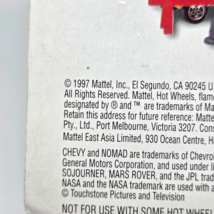 © 1997 Mattel, Inc., El Segundo, CA 90245 U.
All Rights Reserved. Mattel, Hot Wheels, flam
designated by ® and ™ are trademarks of Ma
Retain this address for future reference: Matte
Pty., Ltd., Port Melbourne, Victoria 3207. Cons
Mattel East Asia Limited, 930 Ocean Centre, H
CHEVY and NOMAD are trademarks of Chevro
General Motors Corporation, and used under li
SOJOURNER, MARS ROVER, and the JPL trade
NASA and the NASA trademark are used with a
© Touchstone Pictures and Television
NOT FOR USE WITH SOME HOT WHEEL